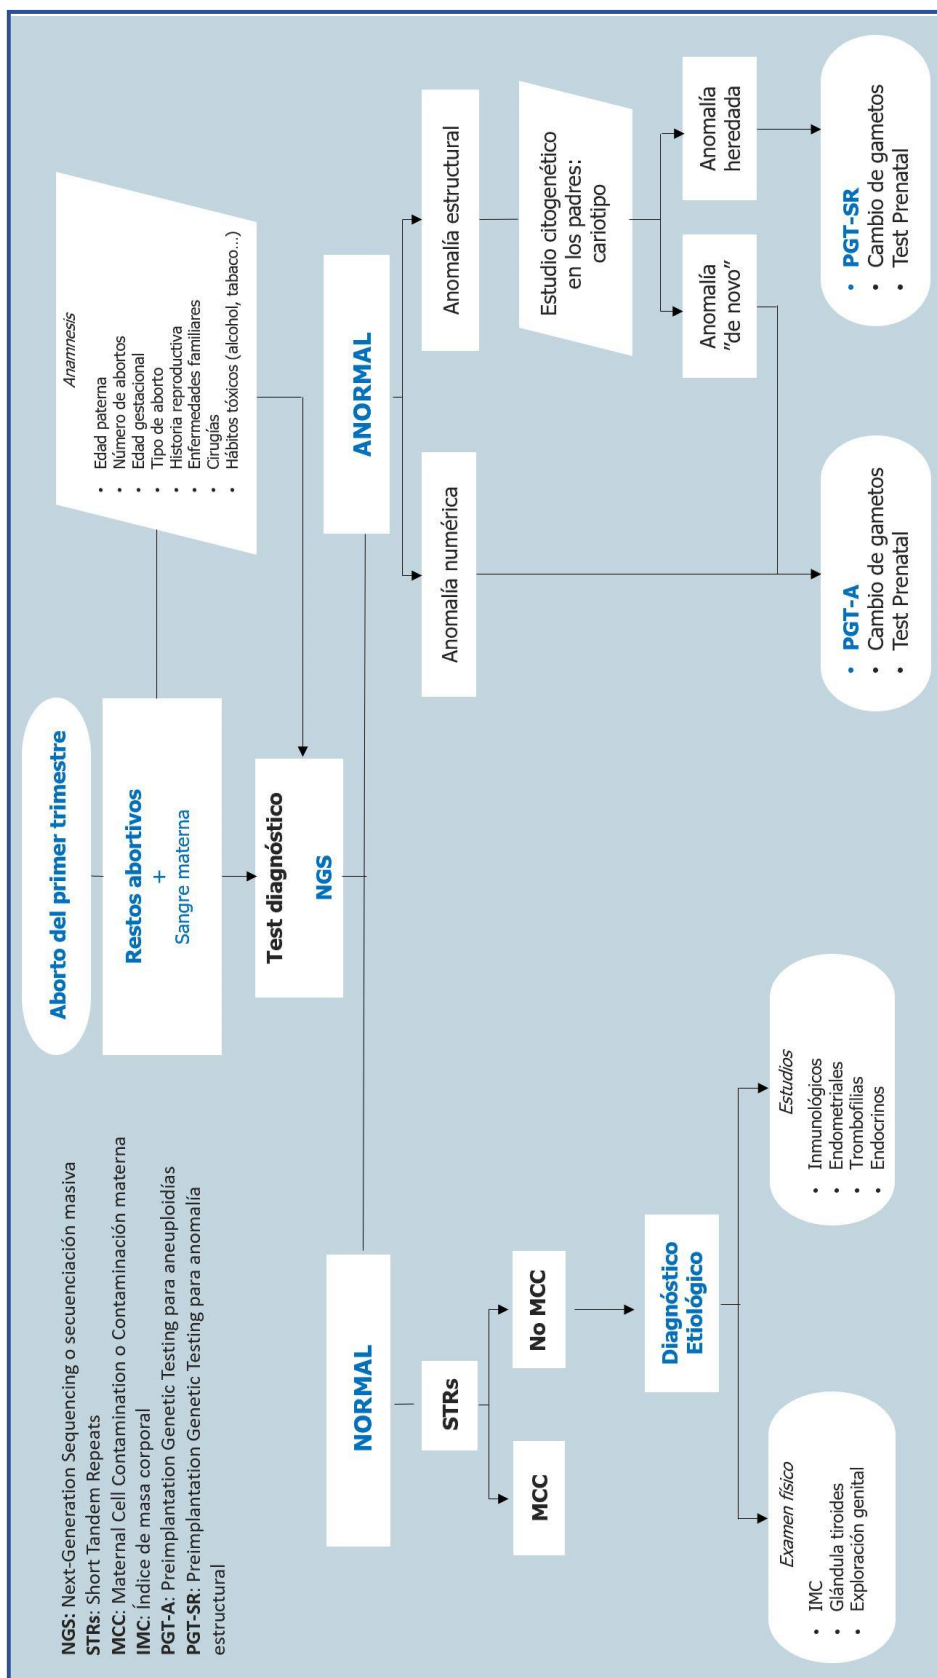 NGS: Next-Generation Sequencing o secuenciación masiva
STRs: Short Tandem Repeats
MCC: Maternal Cell Contamination o Contaminación materna
IMC: Índice de masa corporal
PGT-A: Preimplantation Genetic Testing para aneuploidías
PGT-SR: Preimplantation Genetic Testing para anomalía
estructural
Aborto del primer trimestre
Restos abortivos
+
Sangre materna
Anamnesis
• Edad paterna
• Número de abortos
• Edad gestacional
• Tipo de aborto
• Historia reproductiva
• Enfermedades familiares
• Cirugías
• Hábitos tóxicos (alcohol, tabaco...)
Test diagnóstico
NGS
NORMAL
ANORMAL
STRs
MCC
No MCC
Diagnóstico
Etiológico
Examen físico
• IMC
• Glándula tiroides
• Exploración genital
Estudios
• Inmunológicos
• Endometriales
• Trombofilias
• Endocrinos
Anomalía numérica
Anomalía estructural
Estudio citogenético
en los padres:
cariotipo
Anomalía
"de novo"
Anomalía
heredada
• PGT-A
• Cambio de gametos
• Test Prenatal
• PGT-SR
• Cambio de gametos
• Test Prenatal